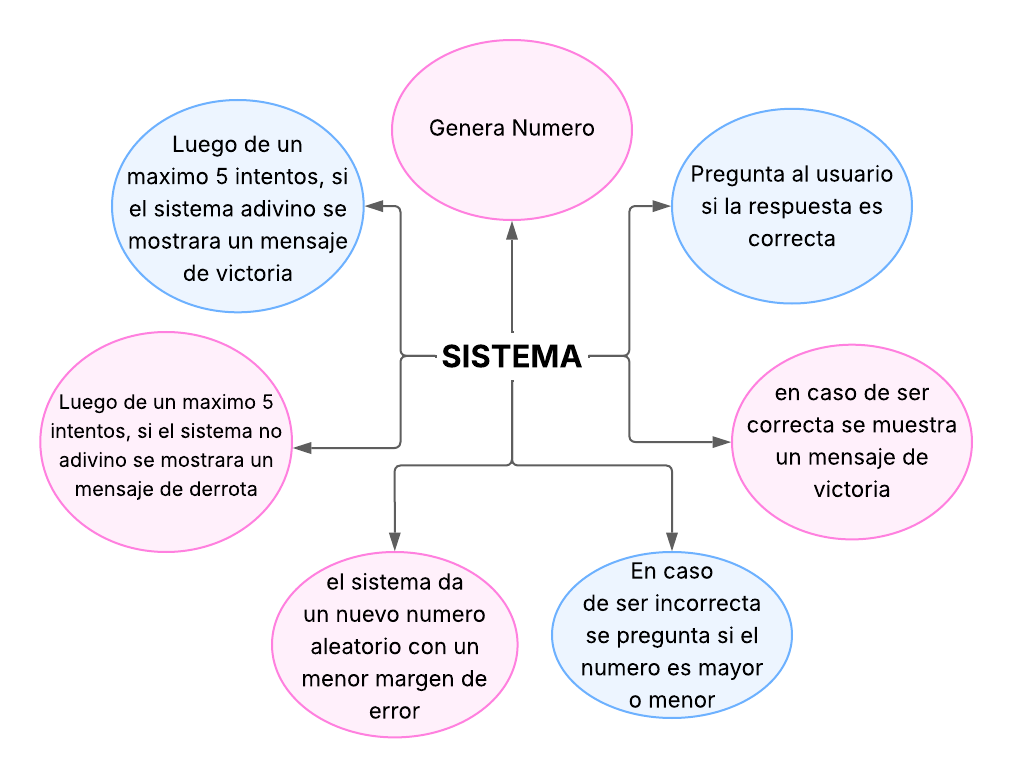 Genera Numero
Luego de un
maximo 5 intentos, si
el sistema adivino se
mostrara un mensaje
de victoria
Pregunta al usuario
si la respuesta es
correcta
SISTEMA
Luego de un maximo 5
intentos, si el sistema no
adivino se mostrara un
mensaje de derrota
en caso de ser
correcta se muestra
un mensaje de
victoria
el sistema da
un nuevo numero
aleatorio con un
menor margen de
error
En caso
de ser incorrecta
se pregunta si el
numero es mayor
o menor